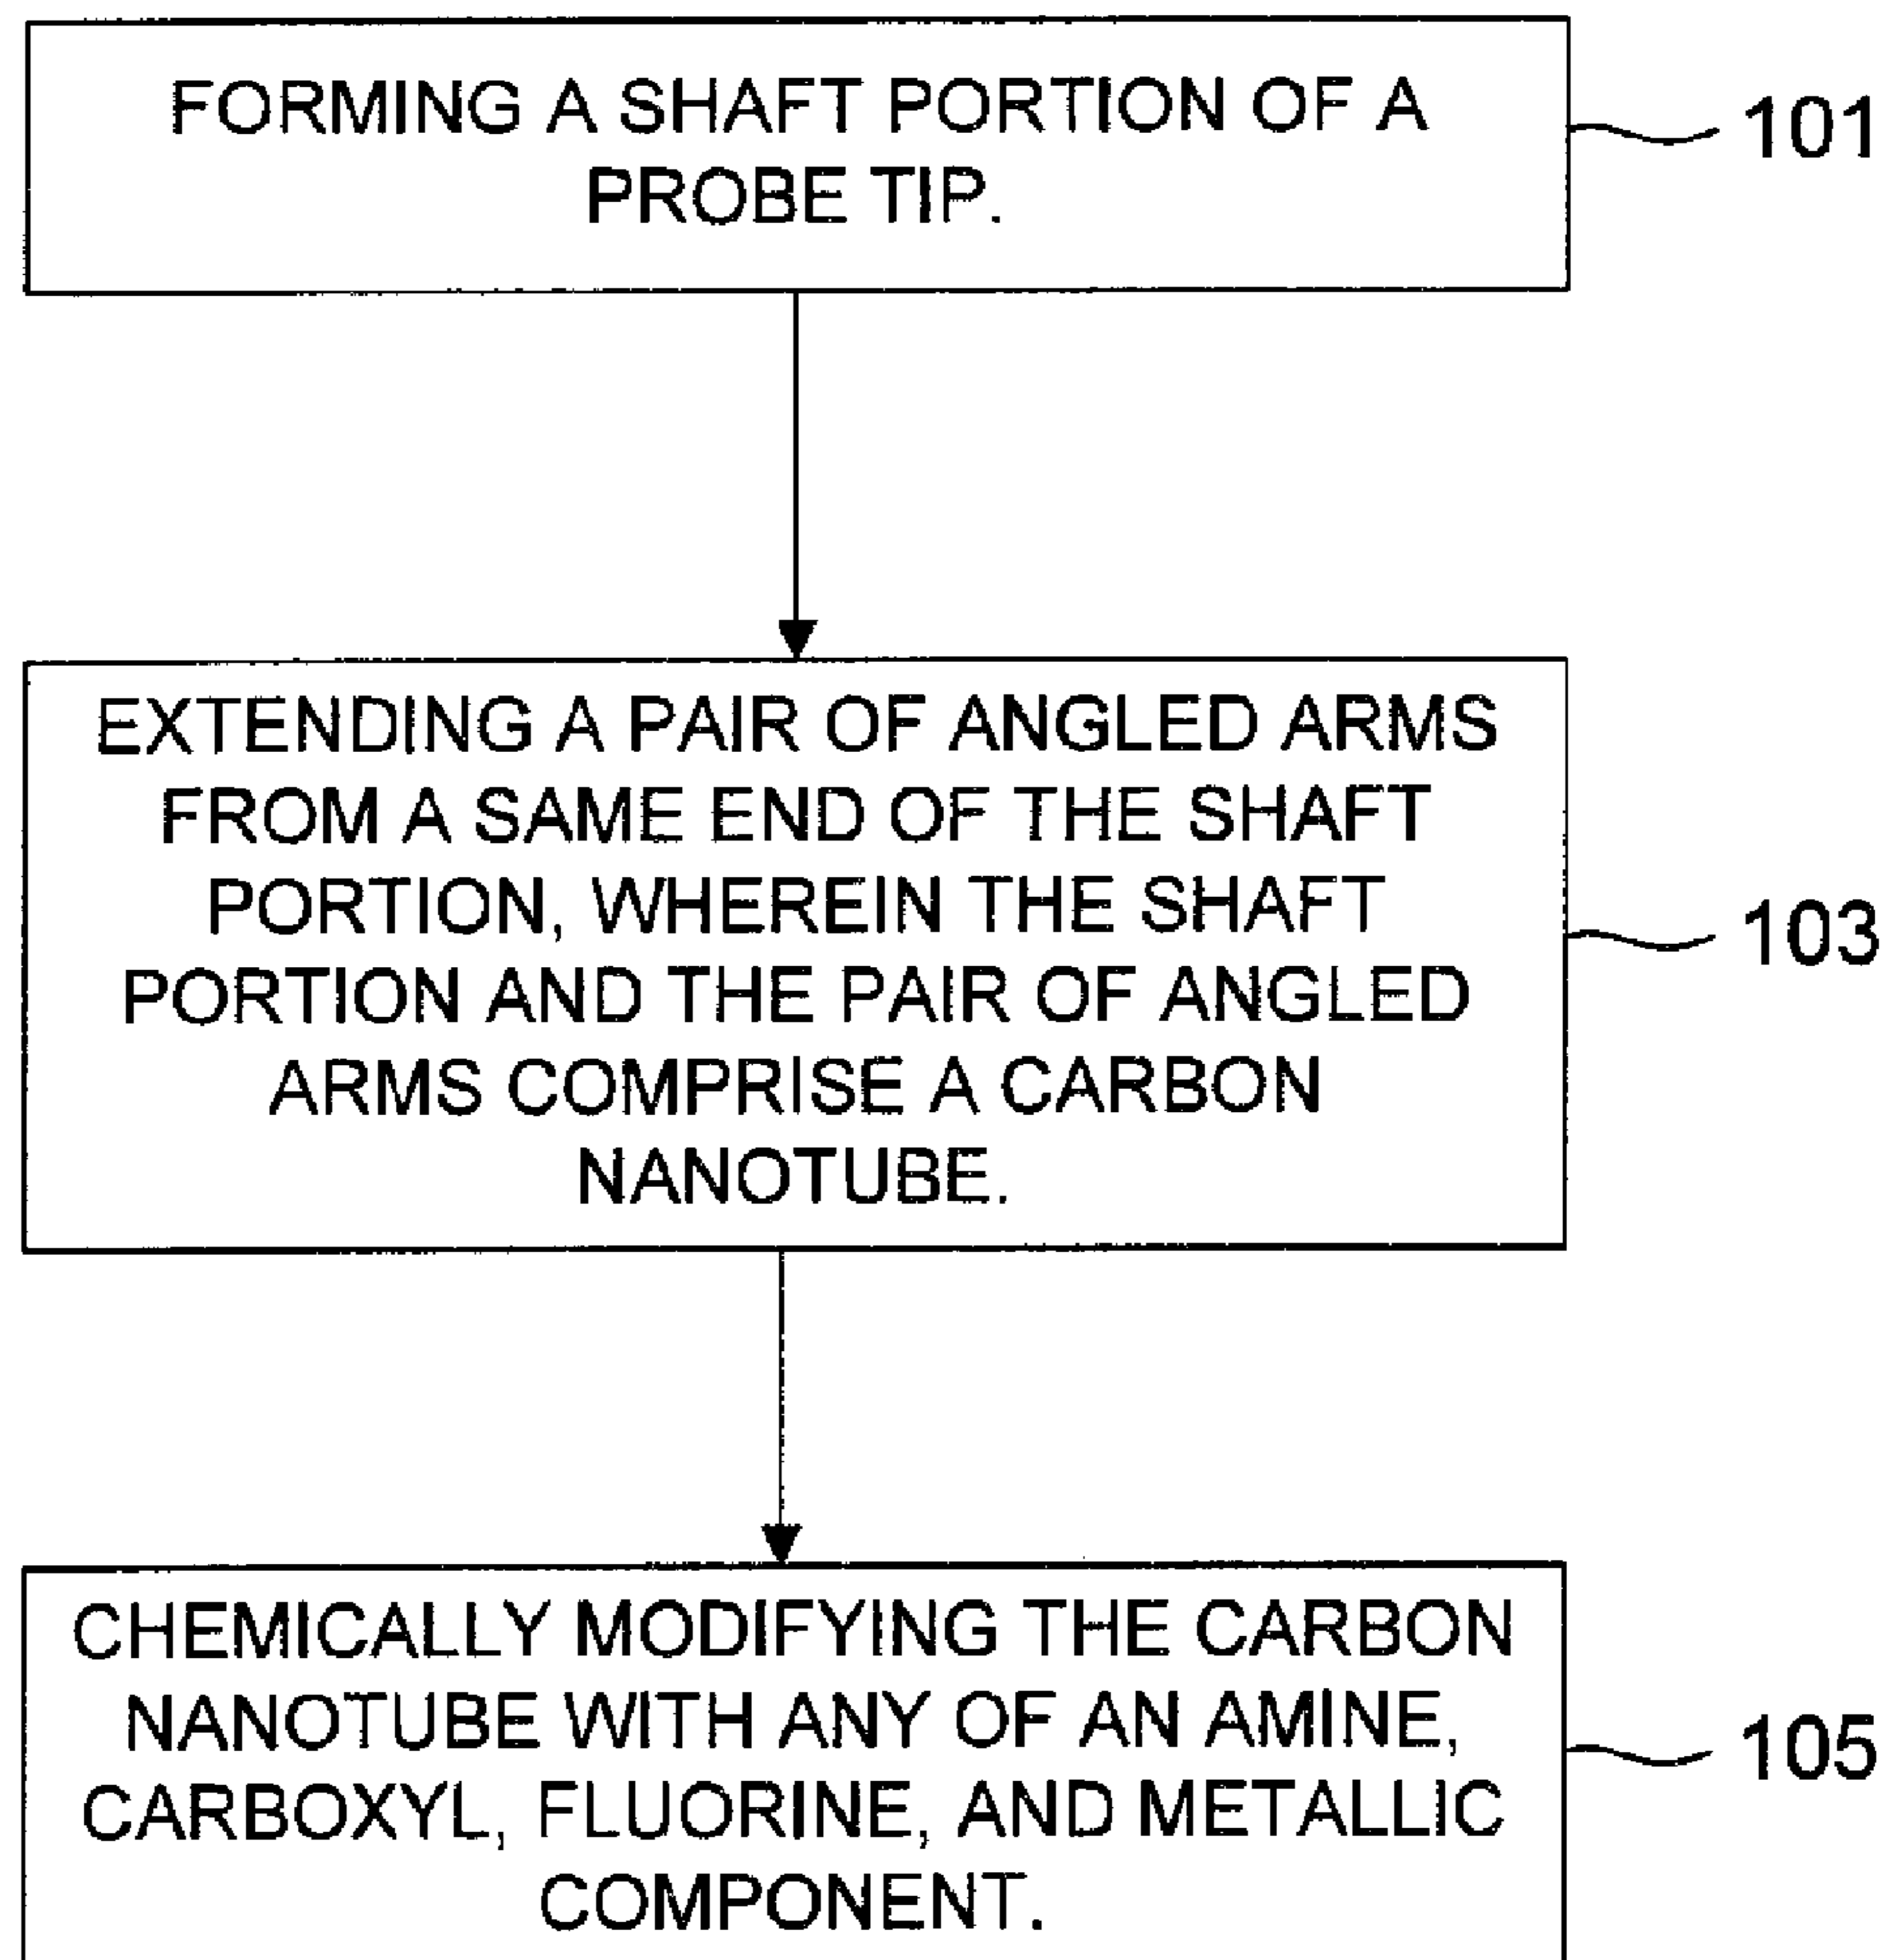 FORMING A SHAFT PORTION OF A
PROBE TIP.
101
EXTENDING A PAIR OF ANGLED ARMS
FROM A SAME END OF THE SHAFT
PORTION, WHEREIN THE SHAFT
PORTION AND THE PAIR OF ANGLED
ARMS COMPRISE A CARBON
NANOTUBE.
103
CHEMICALLY MODIFYING THE CARBON
NANOTUBE WITH ANY OF AN AMINE,
CARBOXYL, FLUORINE, AND METALLIC
COMPONENT.
105